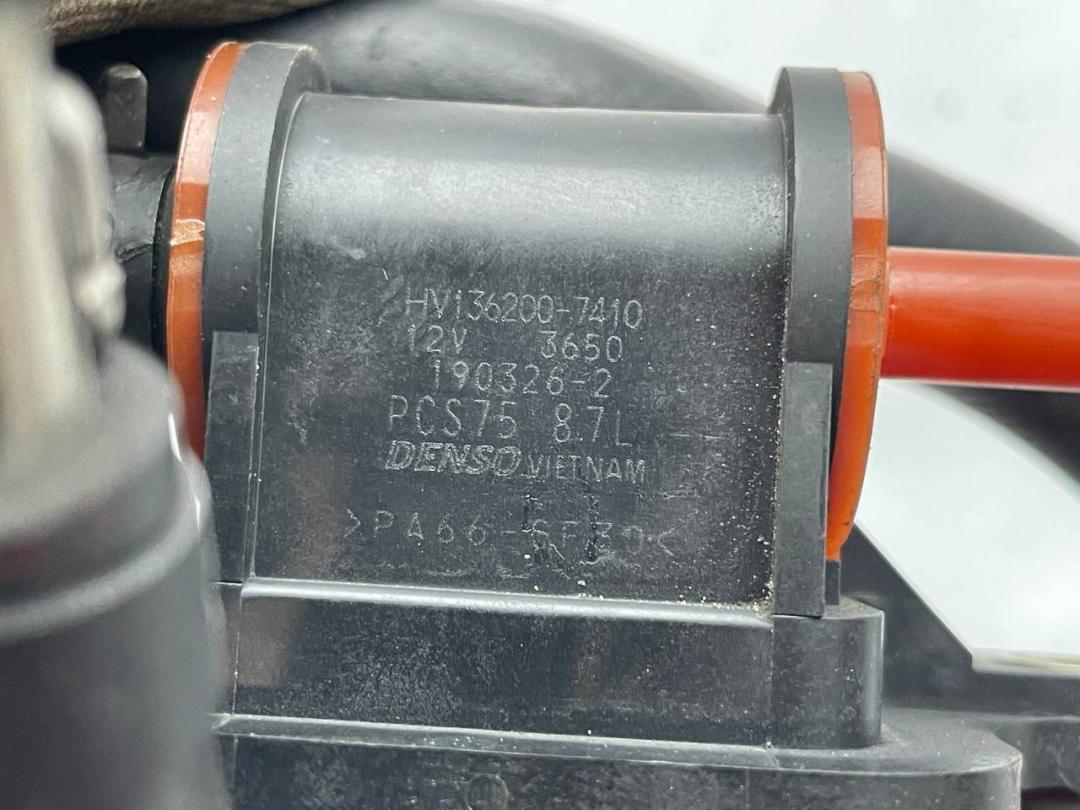 HV136200-7410
12V 3650
190326-2
PCS75 8.7L
DENSO VIETNAM
>PA66-GF30<